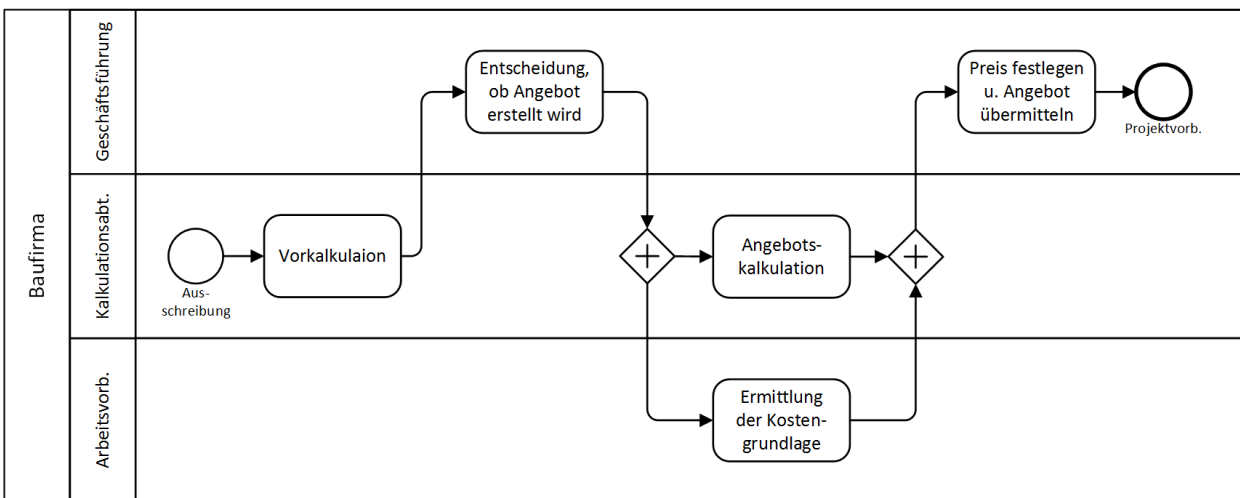 Baufirma
Geschäftsführung
Entscheidung,
ob Angebot
erstellt wird
Preis festlegen
u. Angebot
übermitteln
Projektvorb.
Kalkulationsabt.
Aus-
schreibung
Vorkalkulaion
Angebots-
kalkulation
Arbeitsvorb.
Ermittlung
der Kosten-
grundlage